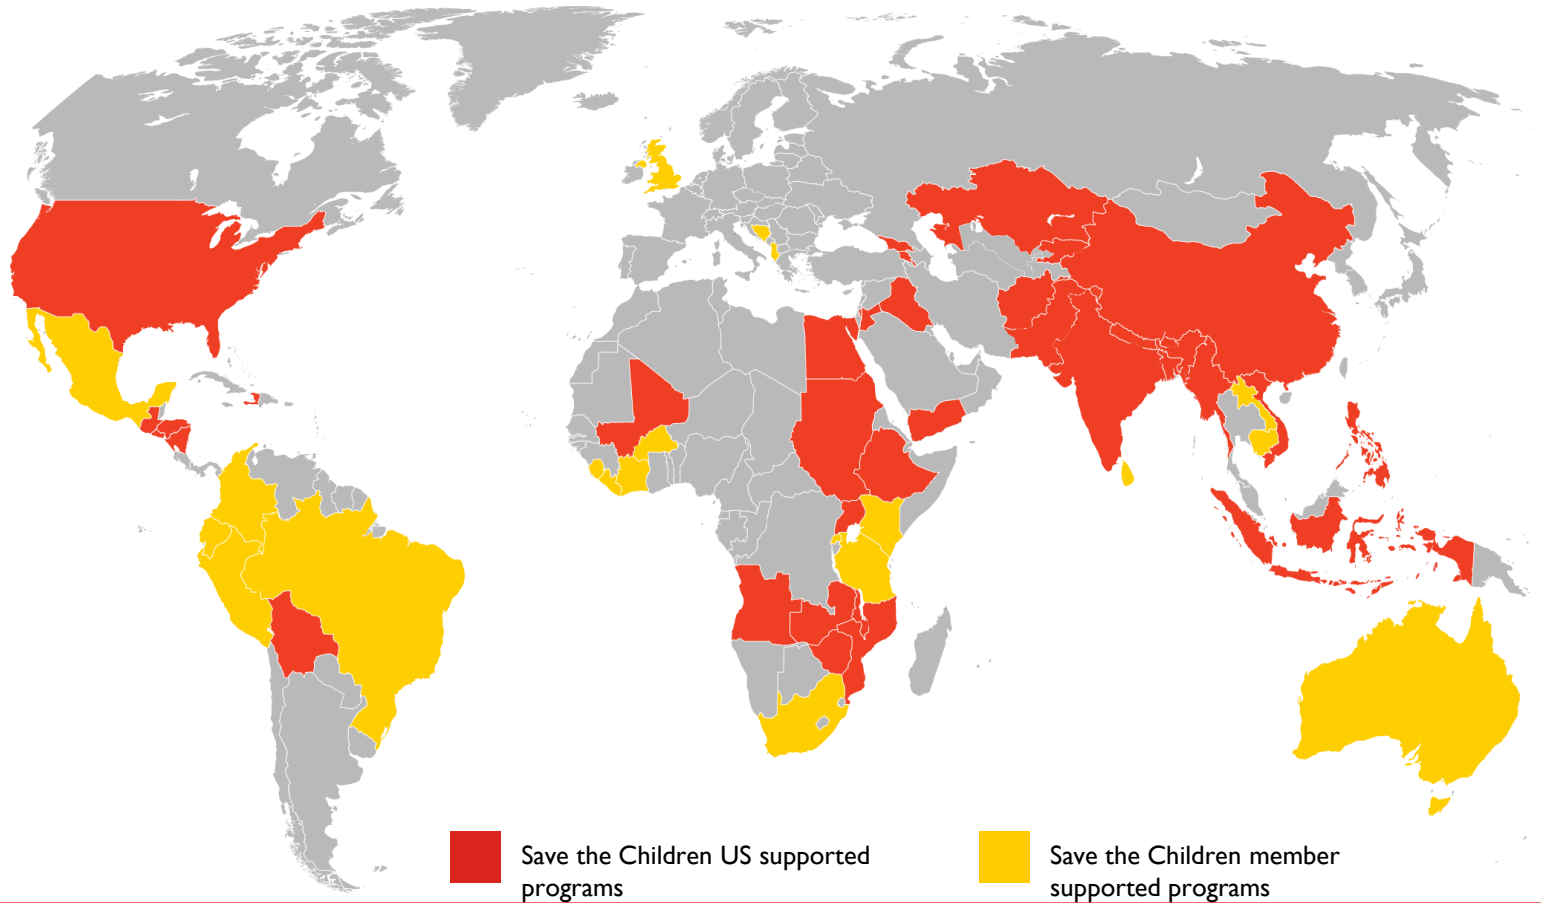 Save the Children US supported
programs
Save the Children member
supported programs